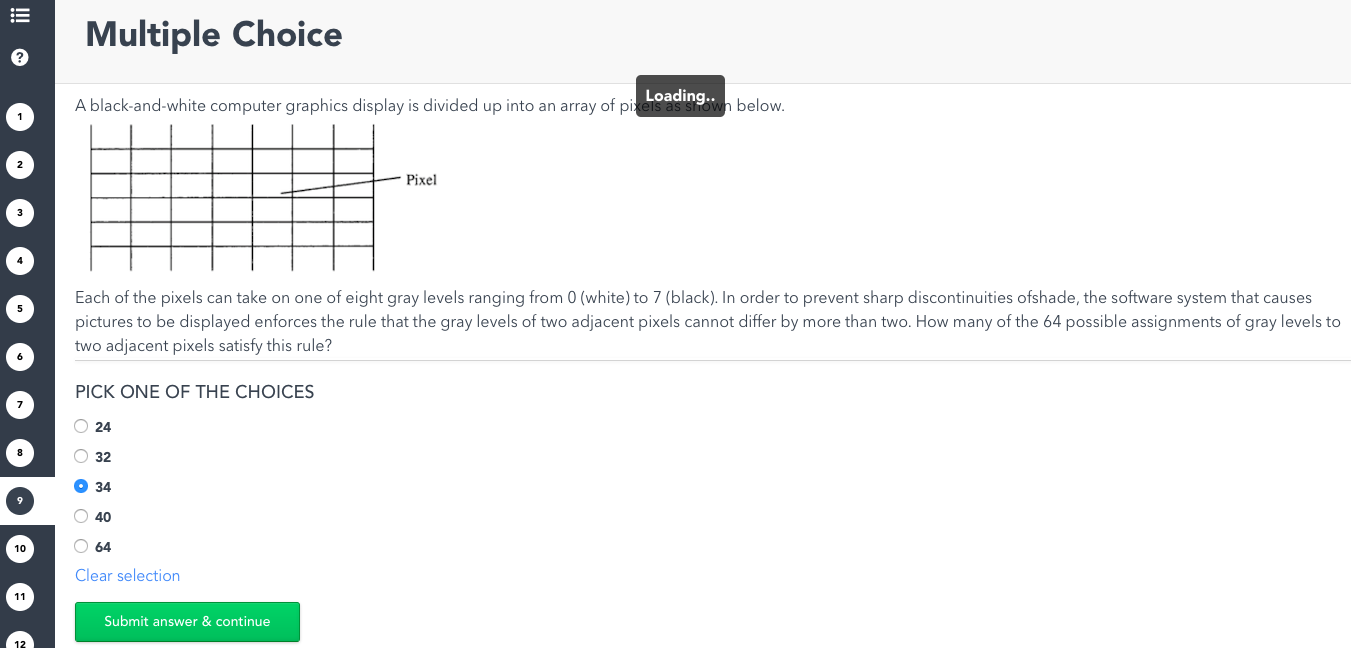 Multiple Choice
Loading..
A black-and-white computer graphics display is divided up into an array of pixels as shown below.
Pixel
Each of the pixels can take on one of eight gray levels ranging from 0 (white) to 7 (black). In order to prevent sharp discontinuities ofshade, the software system that causes
pictures to be displayed enforces the rule that the gray levels of two adjacent pixels cannot differ by more than two. How many of the 64 possible assignments of gray levels to
two adjacent pixels satisfy this rule?
PICK ONE OF THE CHOICES
24
32
34
40
64
Clear selection
Submit answer & continue
?
1
2
3
4
5
6
7
8
9
10
11
12